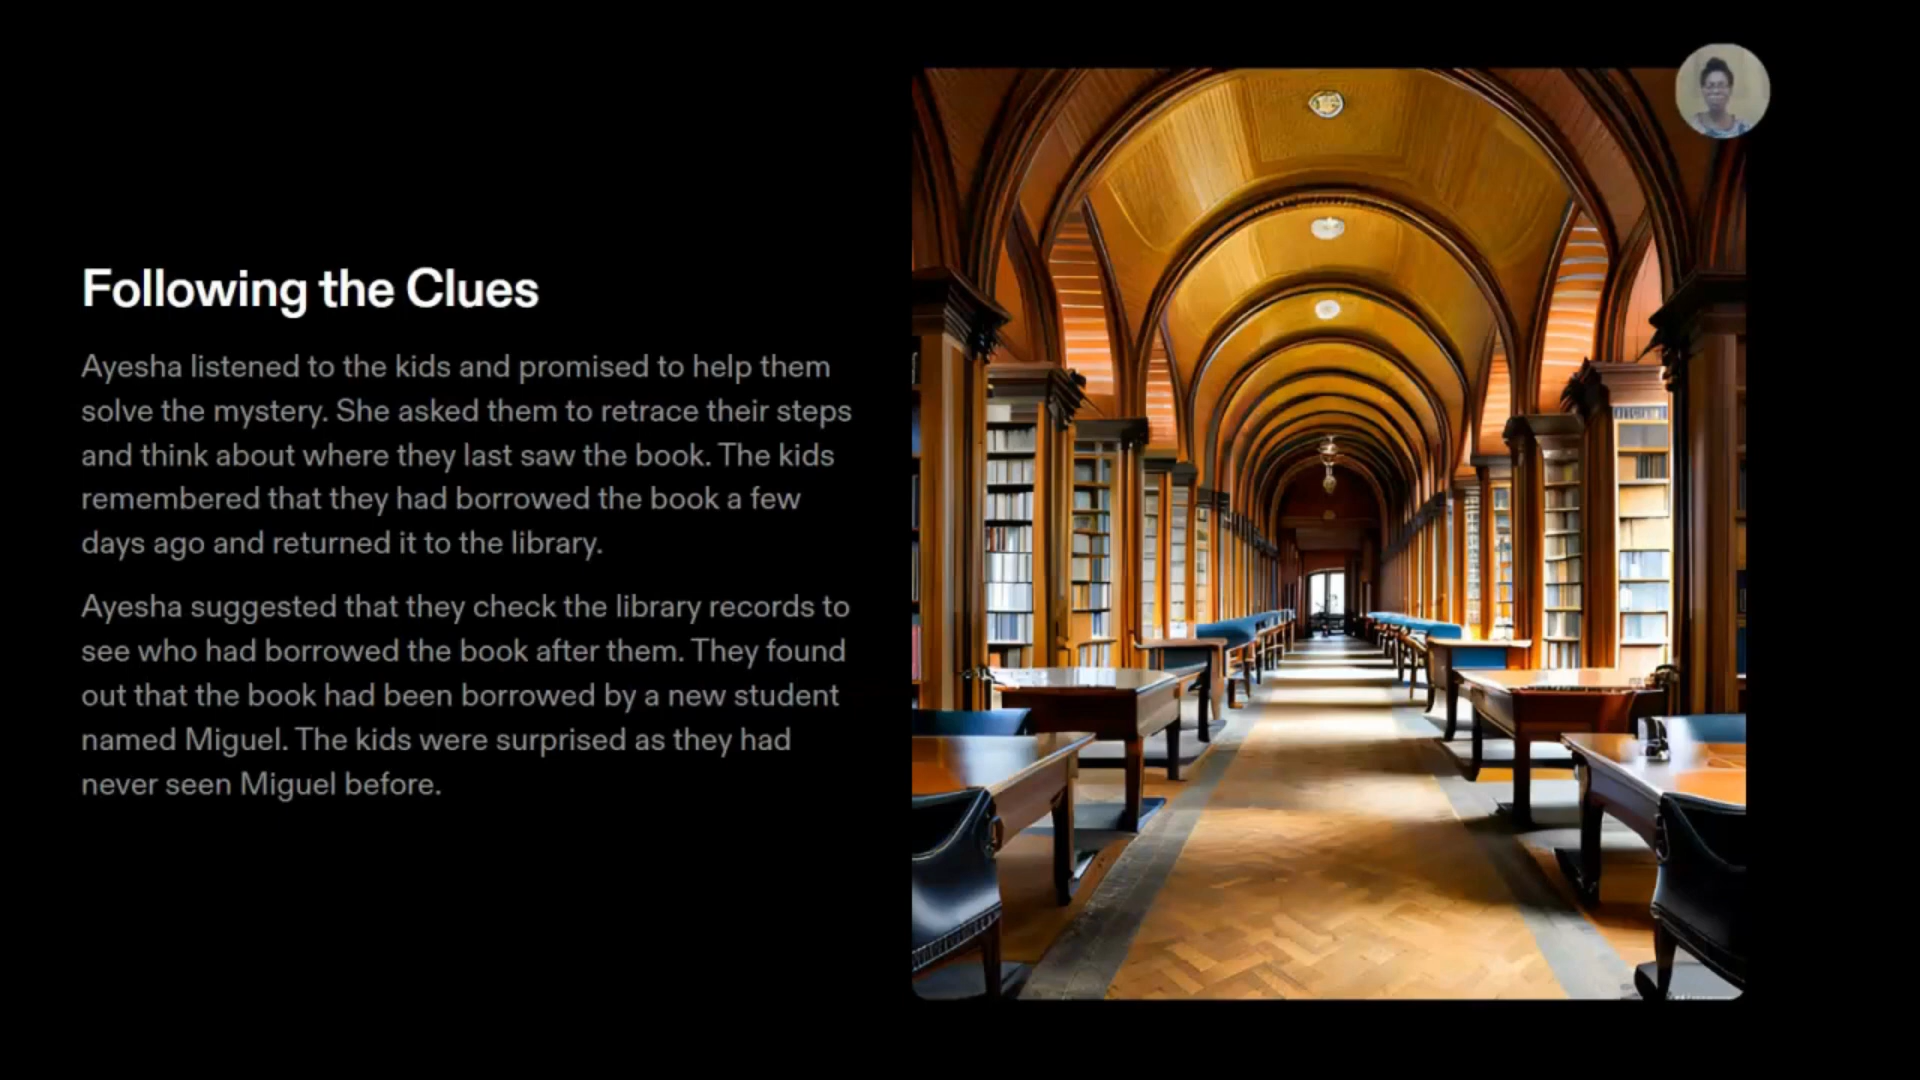 Following the Clues
Ayesha listened to the kids and promised to help them
solve the mystery. She asked them to retrace their steps
and think about where they last saw the book. The kids
remembered that they had borrowed the book a few
days ago and returned it to the library.
Ayesha suggested that they check the library records to
see who had borrowed the book after them. They found
out that the book had been borrowed by a new student
named Miguel. The kids were surprised as they had
never seen Miguel before.